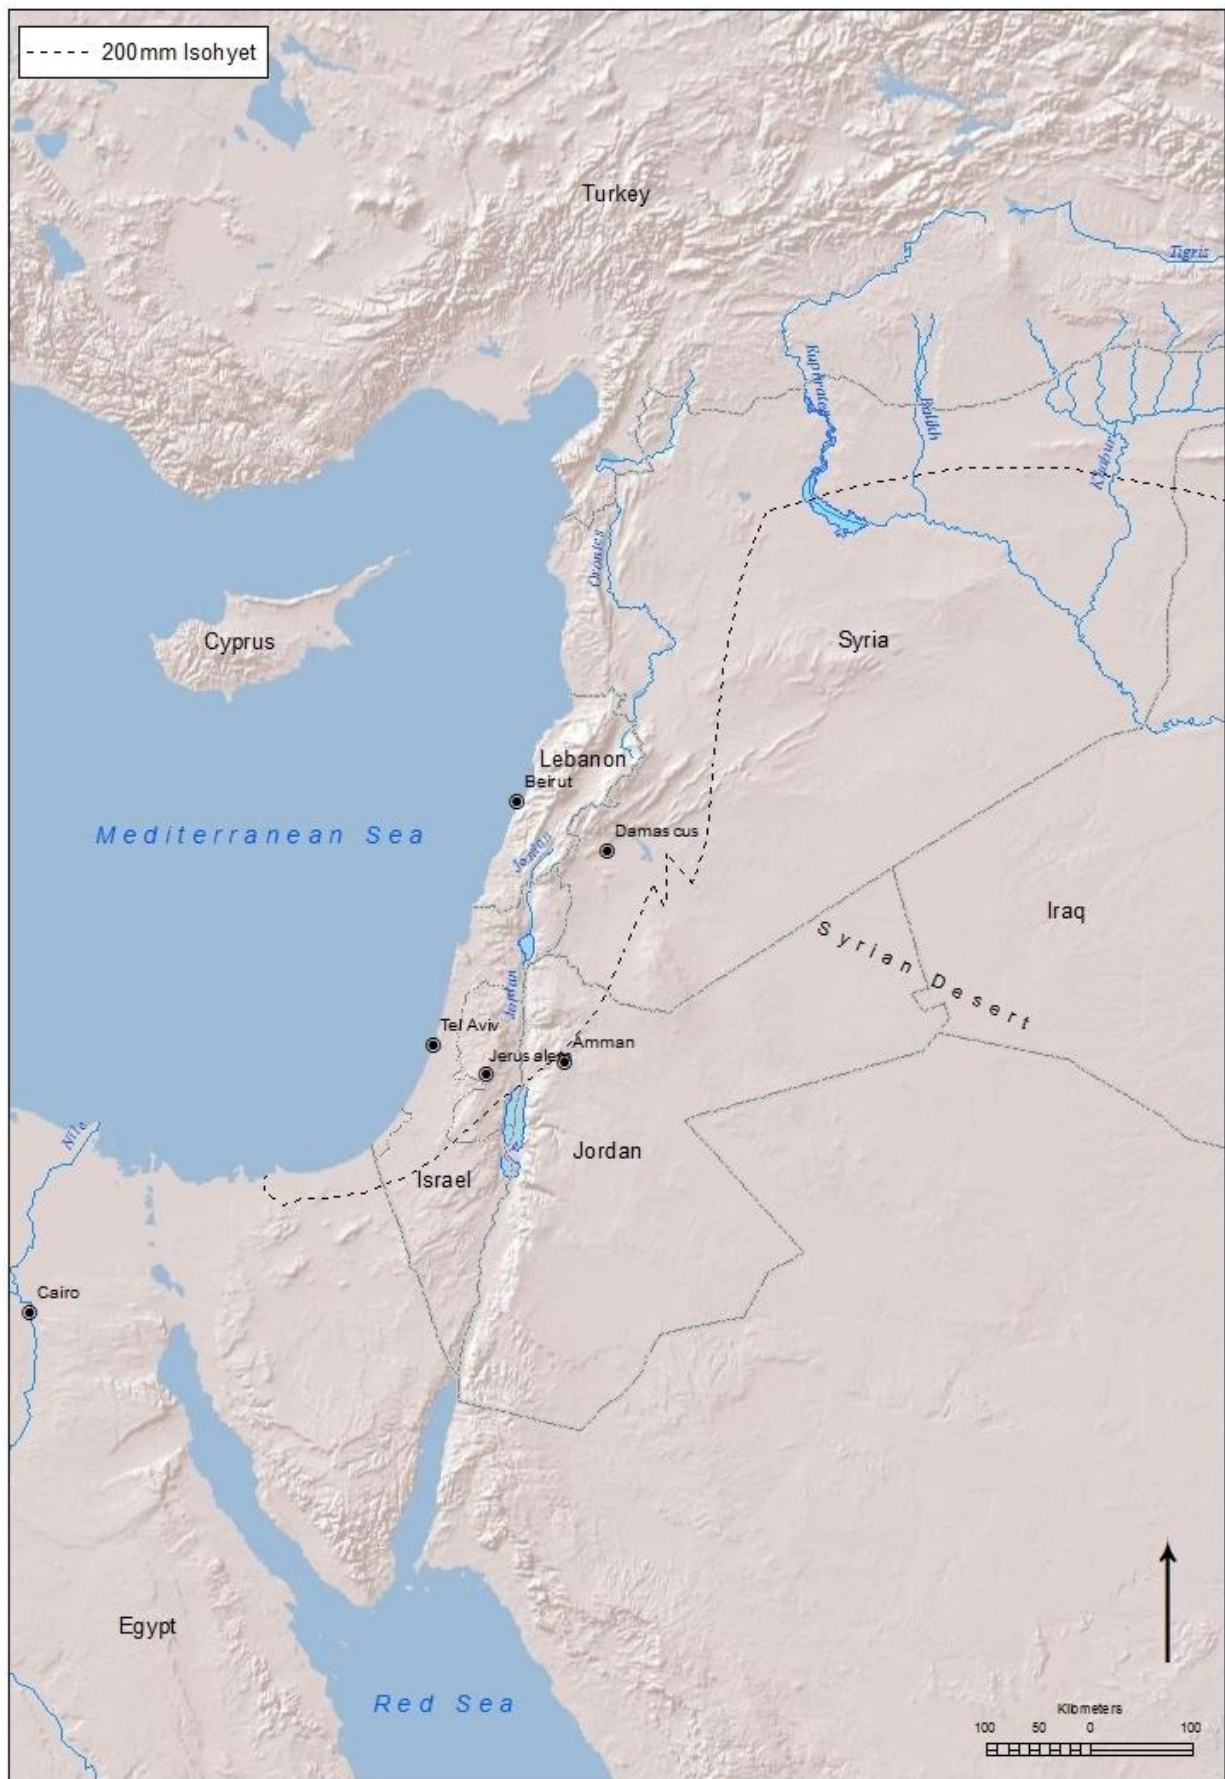 200mm Isohyet
Turkey
Tigris
Euphrates
Balikh
Khabur
Orontes
Cyprus
Syria
Lebanon
Beirut
Mediterranean Sea
Damascus
Jordan
Iraq
Syrian Desert
Jordan
Tel Aviv
Amman
Jerusalem
Nile
Jordan
Israel
Cairo
Egypt
Red Sea
Kilometers
100 50 0 100